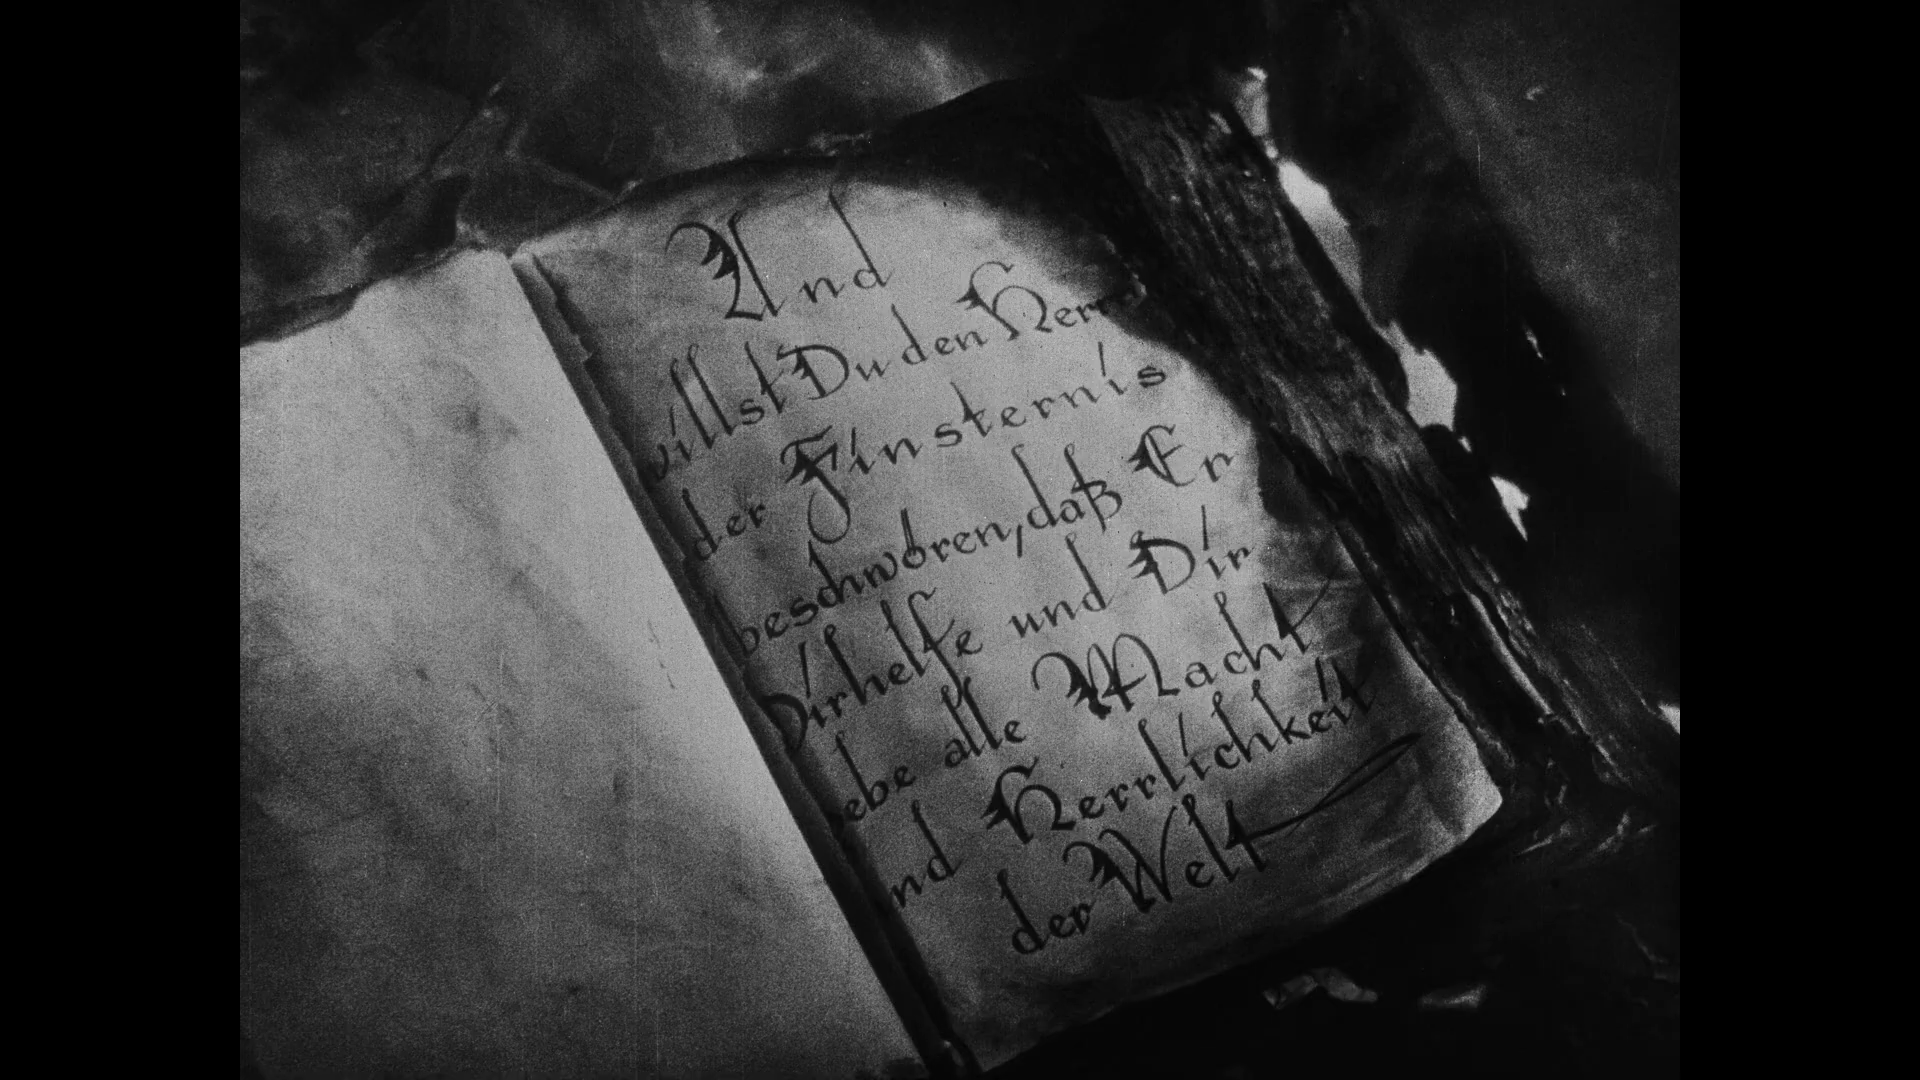 Und
willst Du den Herrn
der Finsternis
beschwören, daß Er
Dir helfe und Dir
gebe alle Macht
und Herrlichkeit
der Welt